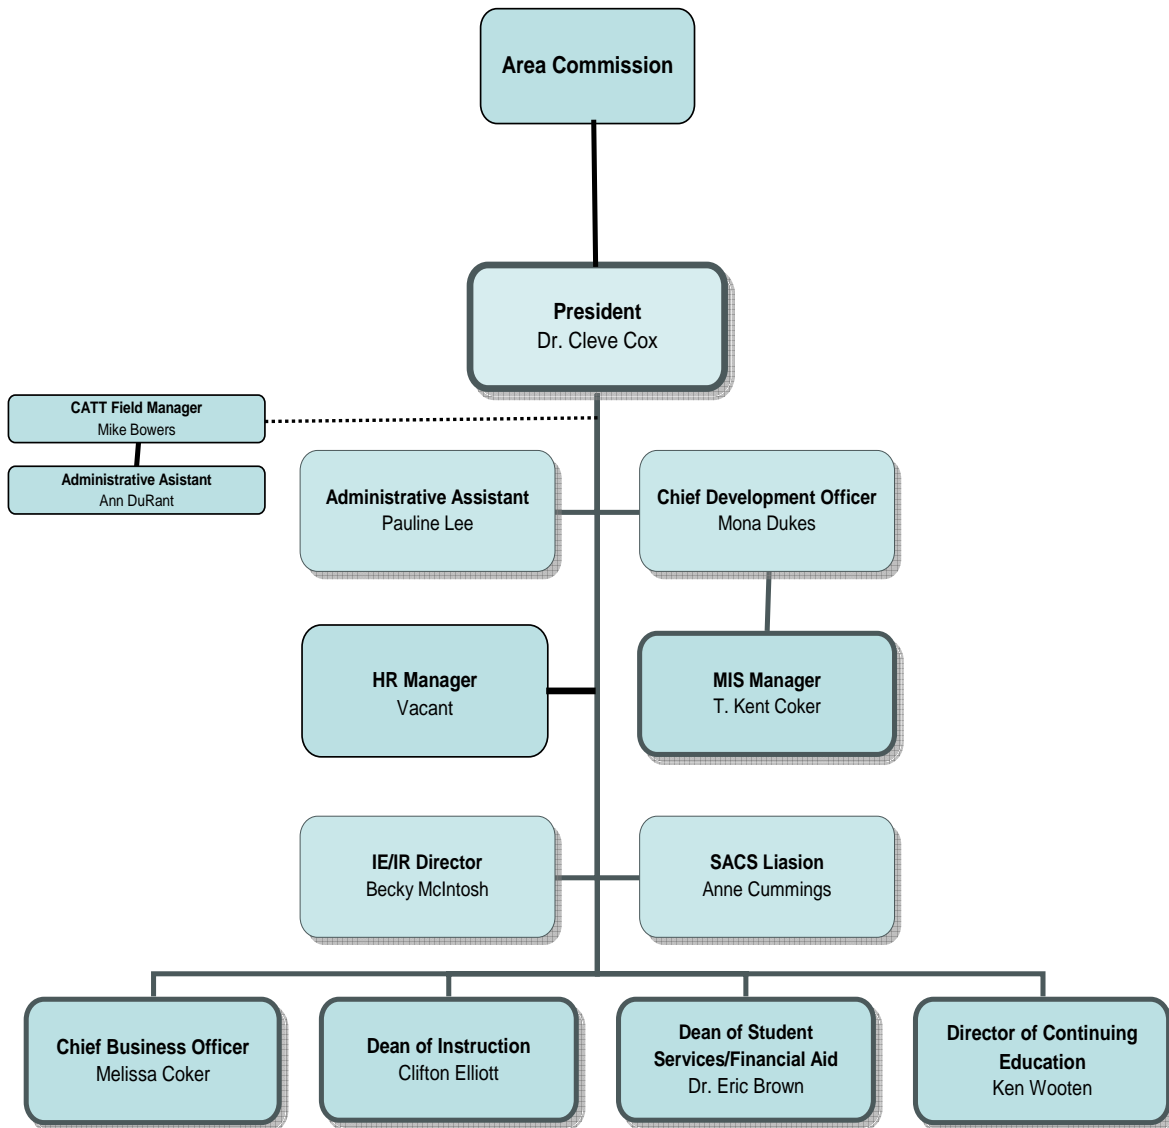 Area Commission
President
Dr. Cleve Cox
CATT Field Manager
Mike Bowers
Administrative Asistant
Ann DuRant
Administrative Assistant
Pauline Lee
Chief Development Officer
Mona Dukes
HR Manager
Vacant
MIS Manager
T. Kent Coker
IE/IR Director
Becky McIntosh
SACS Liasion
Anne Cummings
Chief Business Officer
Melissa Coker
Dean of Instruction
Clifton Elliott
Dean of Student
Services/Financial Aid
Dr. Eric Brown
Director of Continuing
Education
Ken Wooten